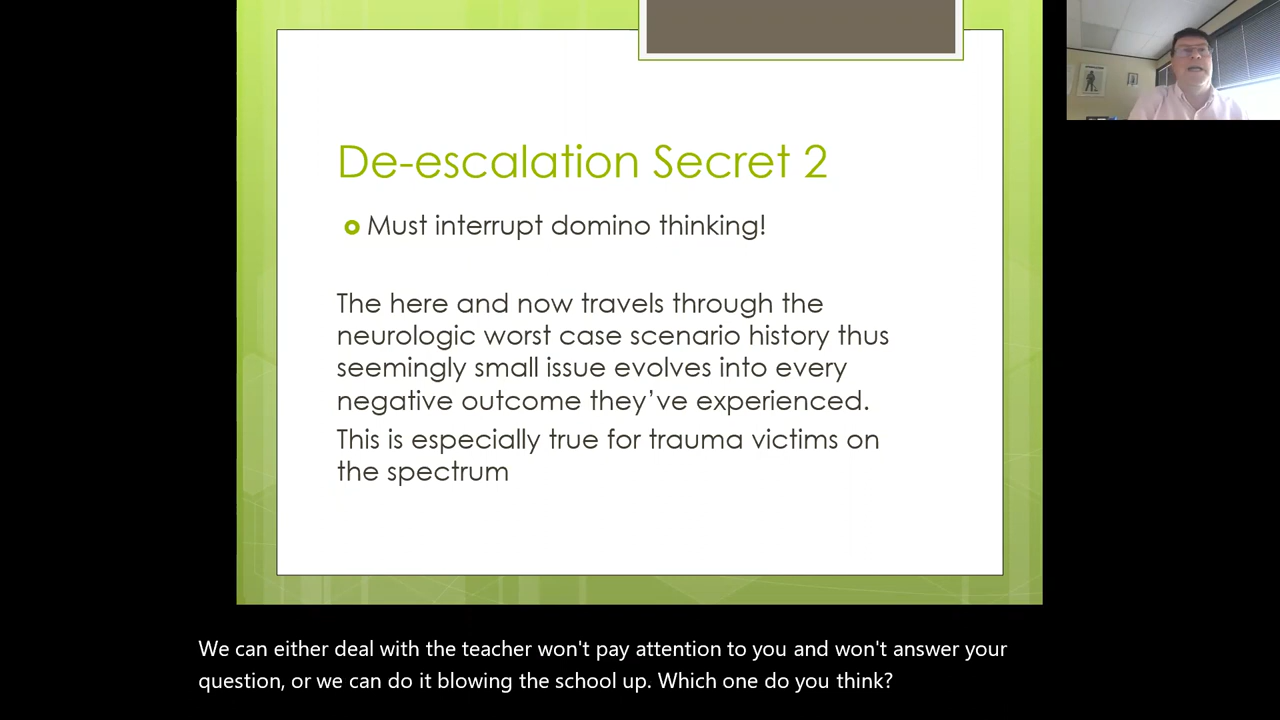 De-escalation Secret 2
Must interrupt domino thinking!
The here and now travels through the
neurologic worst case scenario history thus
seemingly small issue evolves into every
negative outcome they’ve experienced.
This is especially true for trauma victims on
the spectrum
We can either deal with the teacher won't pay attention to you and won't answer your
question, or we can do it blowing the school up. Which one do you think?